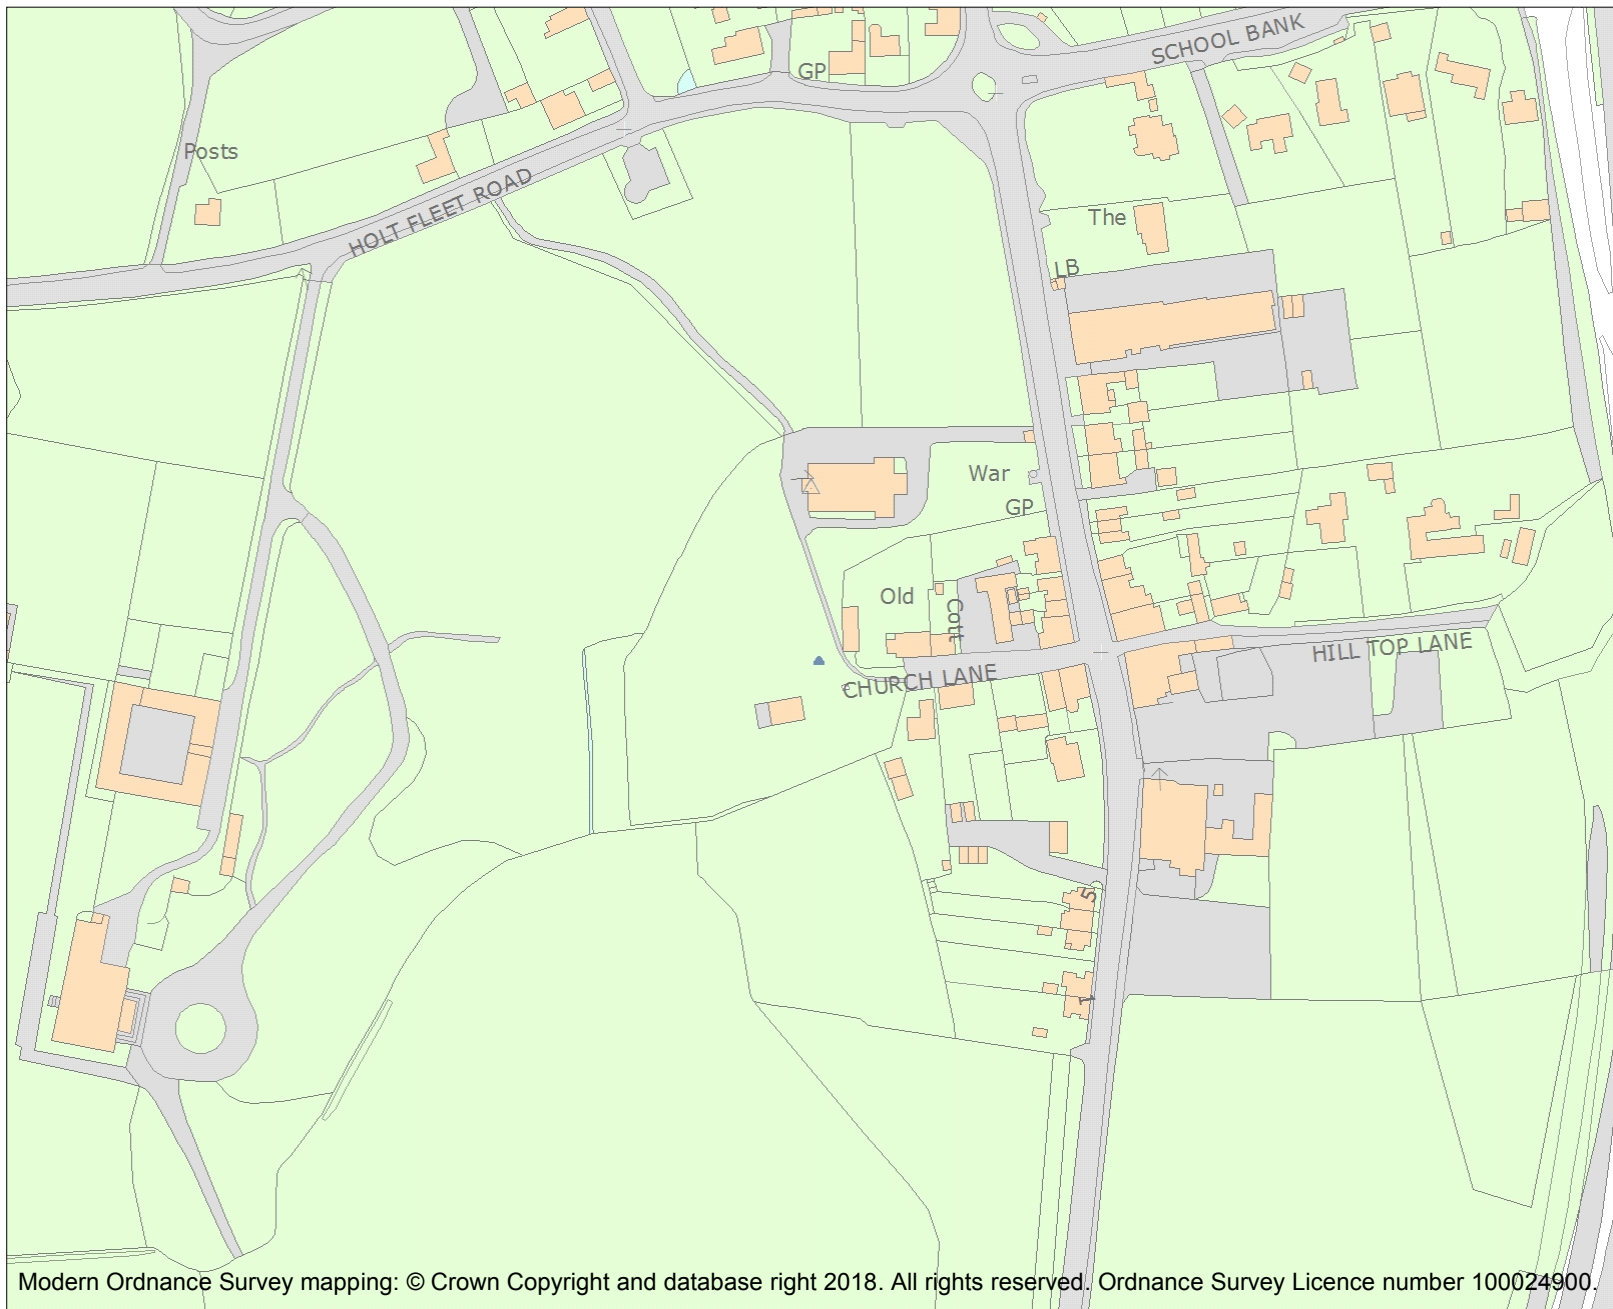 SCHOOL BANK
GP
Posts
HOLT FLEET ROAD
The
LB
War
GP
Old
Cott
HILL TOP LANE
CHURCH LANE
5
1
Modern Ordnance Survey mapping: © Crown Copyright and database right 2018. All rights reserved. Ordnance Survey Licence number 100024900.